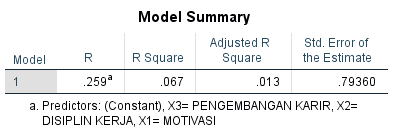 Model Summary
Adjusted R Std. Error of
Model R R Square Square the Estimate
1 .259a .067 .013 .79360
a. Predictors: (Constant), X3= PENGEMBANGAN KARIR, X2=
DISIPLIN KERJA, X1= MOTIVASI